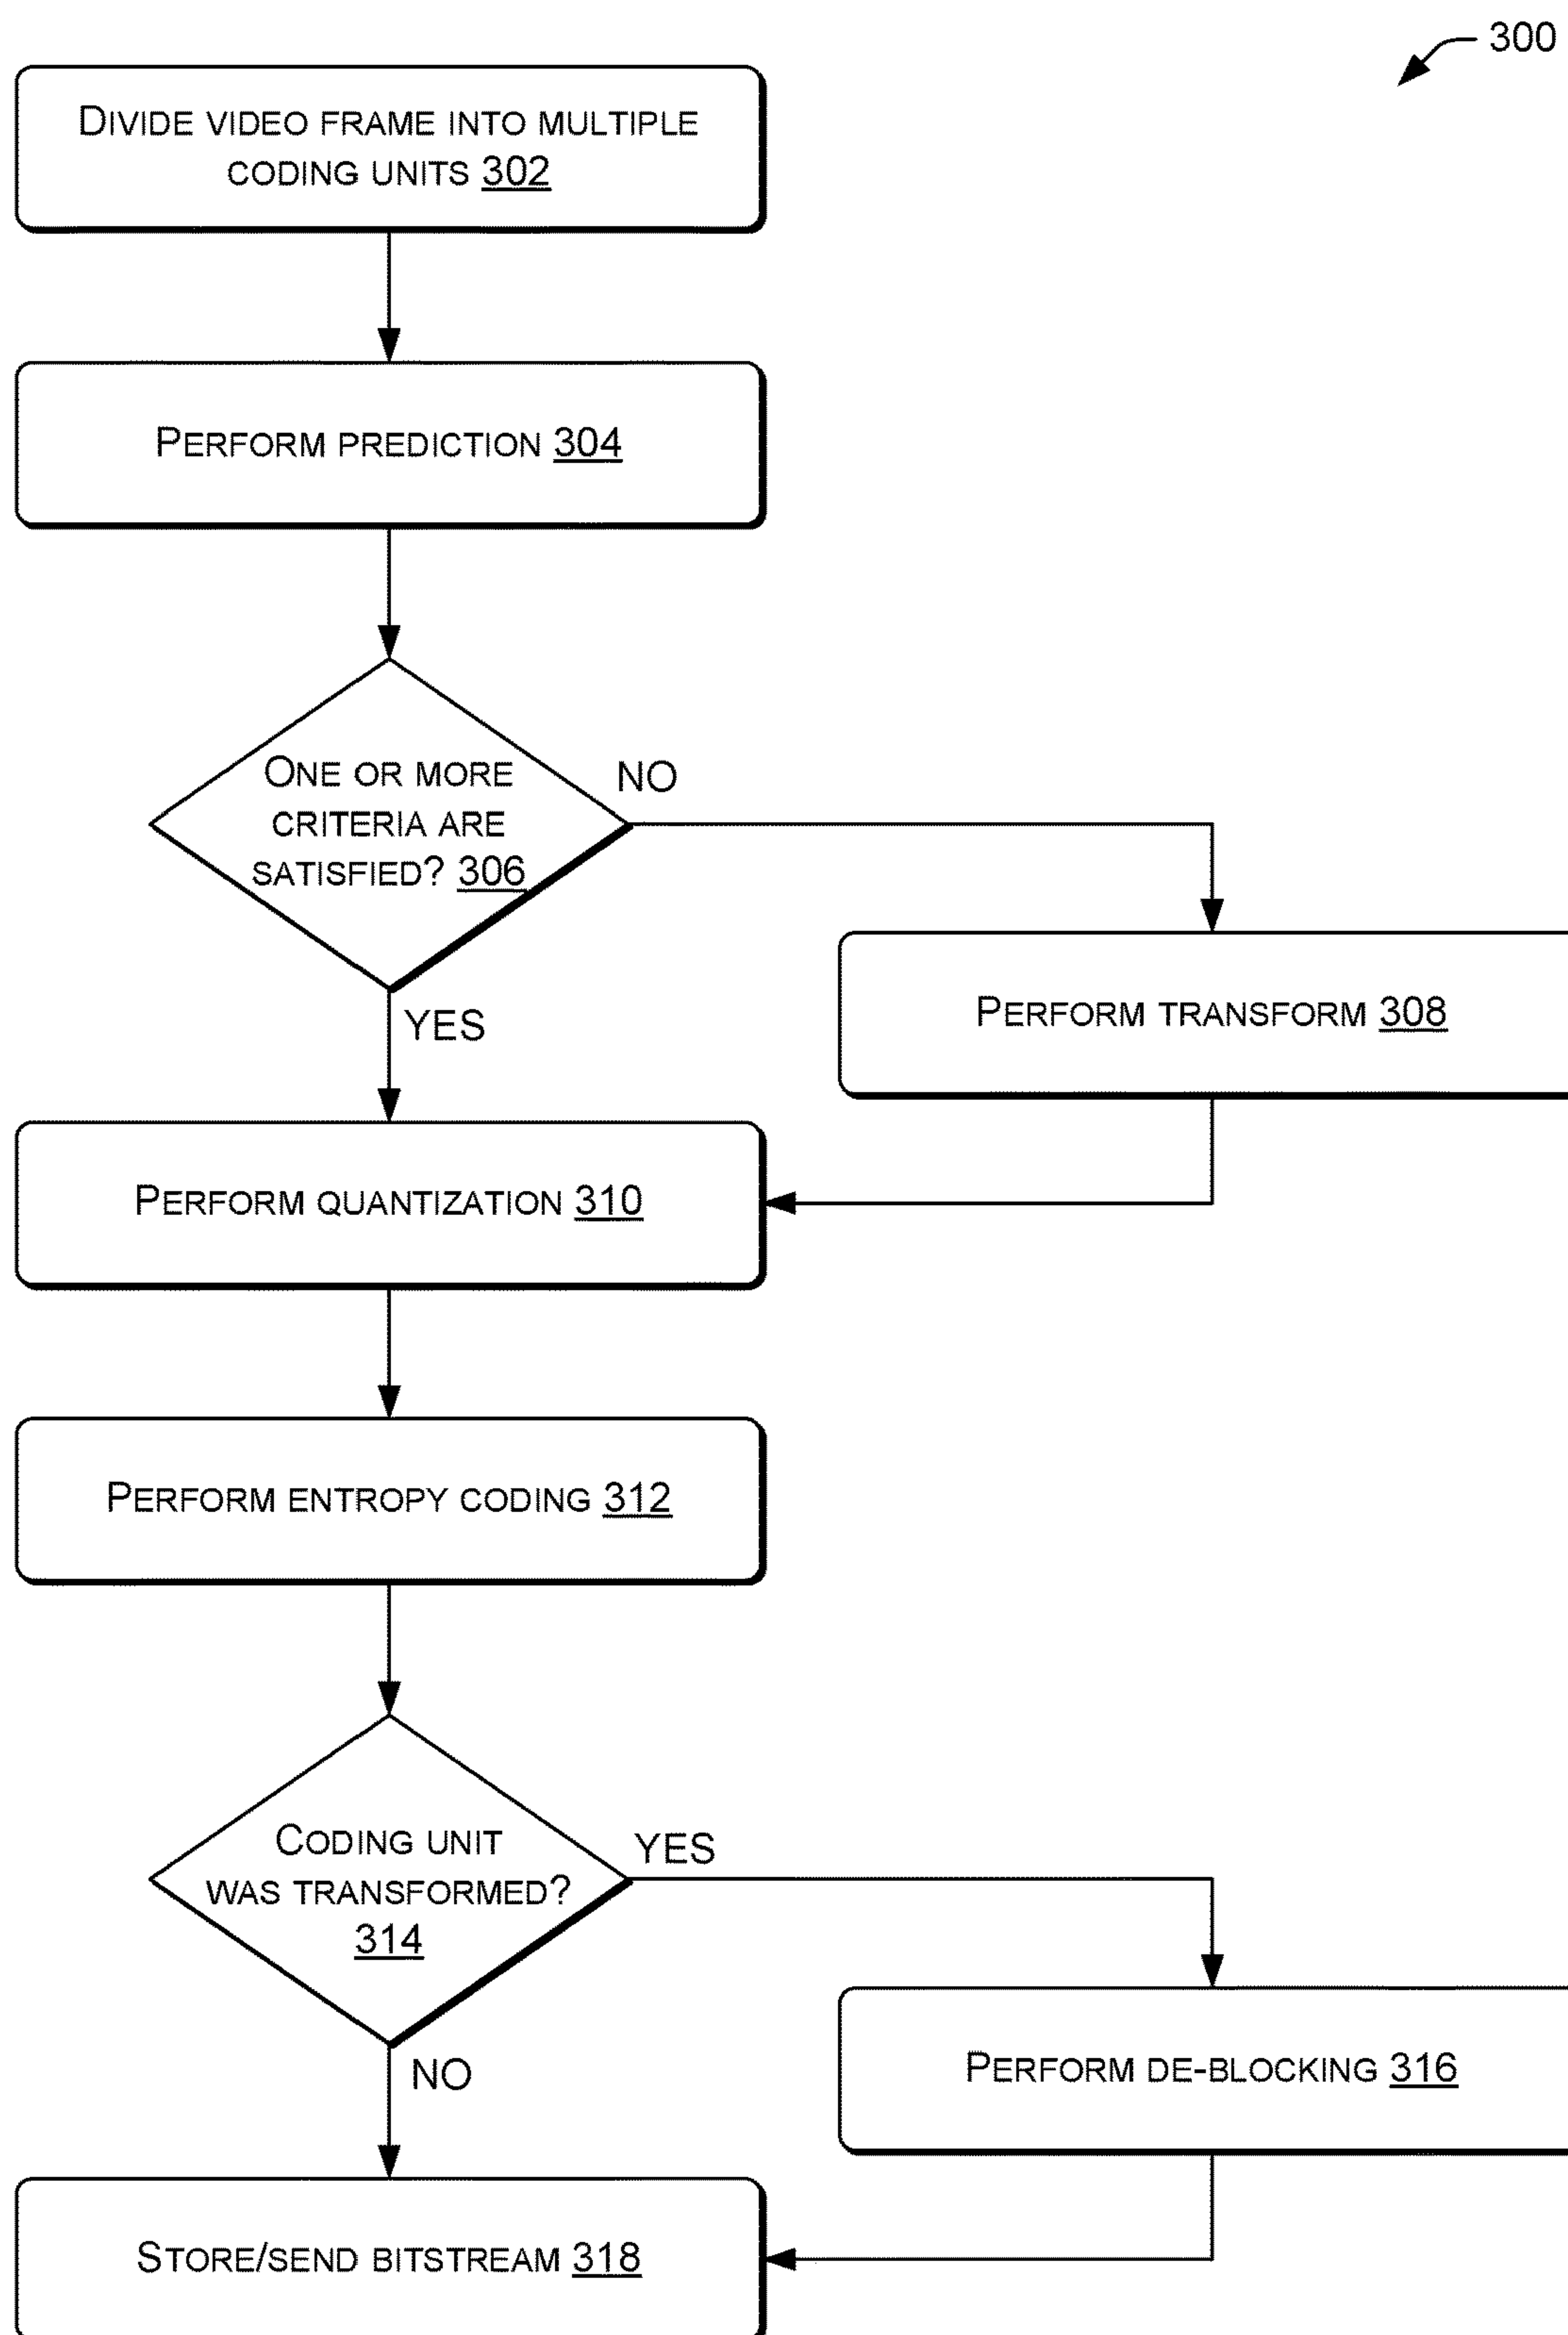 300
DIVIDE VIDEO FRAME INTO MULTIPLE
CODING UNITS 302
PERFORM PREDICTION 304
ONE OR MORE
CRITERIA ARE
SATISFIED? 306
NO
YES
PERFORM TRANSFORM 308
PERFORM QUANTIZATION 310
PERFORM ENTROPY CODING 312
CODING UNIT
WAS TRANSFORMED?
314
YES
NO
PERFORM DE-BLOCKING 316
STORE/SEND BITSTREAM 318